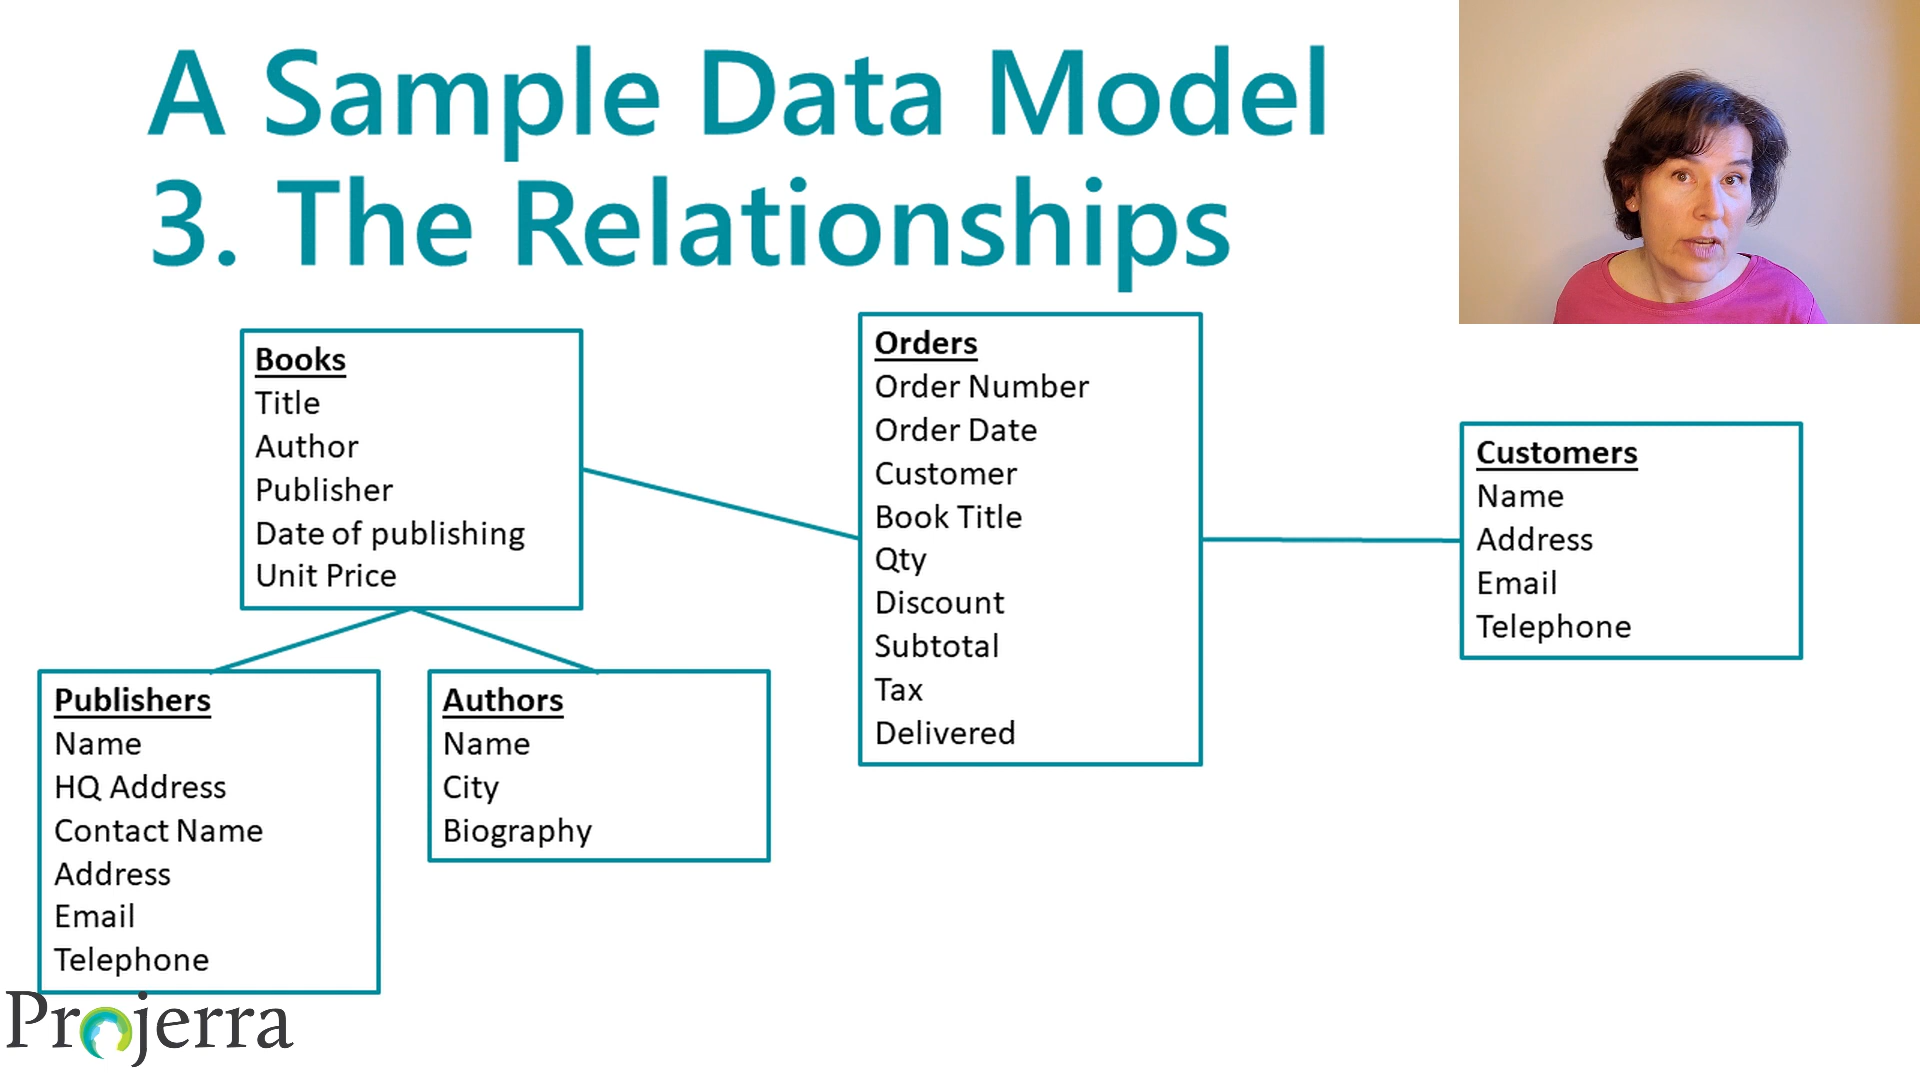 A Sample Data Model
3. The Relationships
Books
Title
Author
Publisher
Date of publishing
Unit Price
Orders
Order Number
Order Date
Customer
Book Title
Qty
Discount
Subtotal
Tax
Delivered
Customers
Name
Address
Email
Telephone
Publishers
Name
HQ Address
Contact Name
Address
Email
Telephone
Authors
Name
City
Biography
Projerra